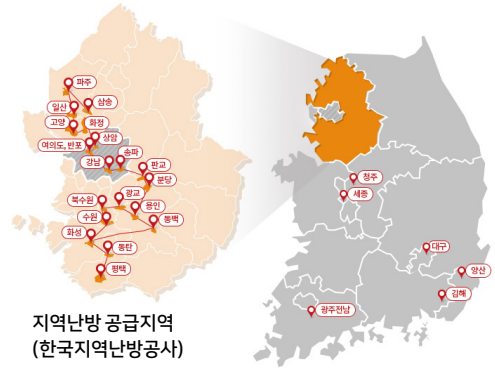 파주
삼송
일산
고양
화정
상암
여의도, 반포
송파
강남
판교
분당
광교
북수원
용인
수원
동백
화성
동탄
평택
청주
세종
대구
양산
김해
광주전남
지역난방 공급지역
(한국지역난방공사)